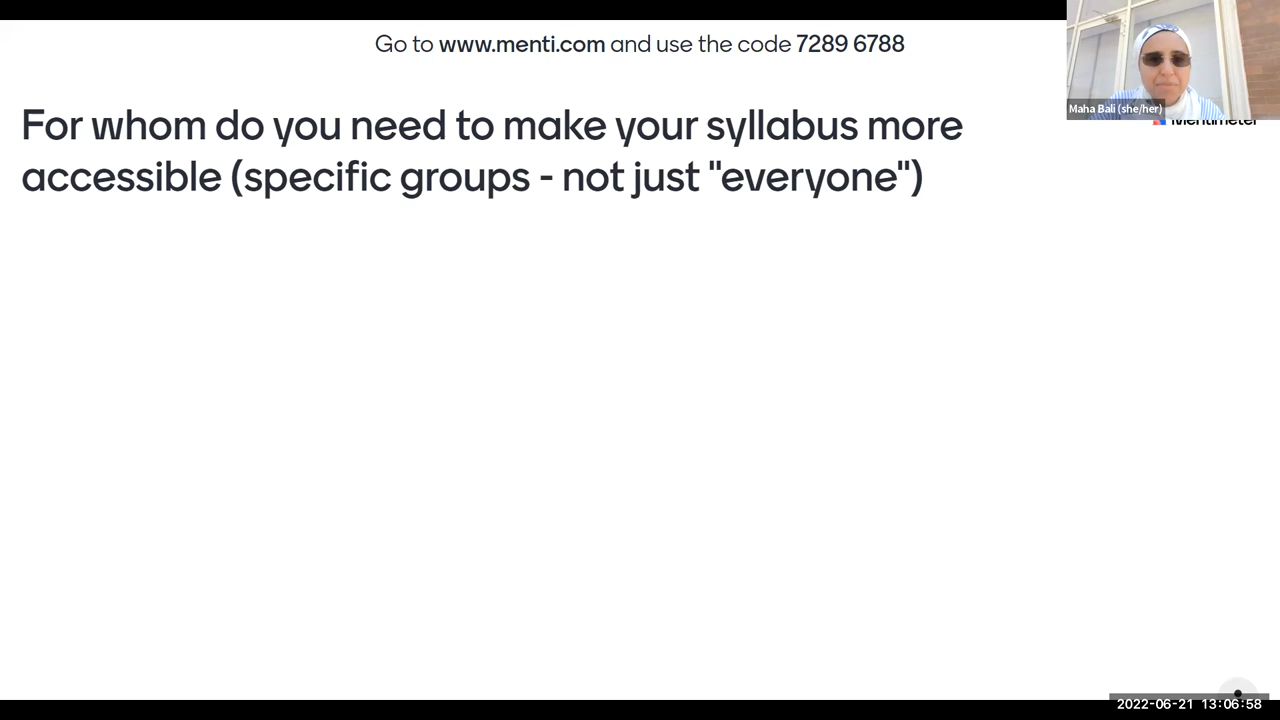 Go to www.menti.com and use the code 7289 6788
For whom do you need to make your syllabus more
accessible (specific groups - not just "everyone")
Maha Bali (she/her)
Mentimeter
2022-06-21 13:06:58